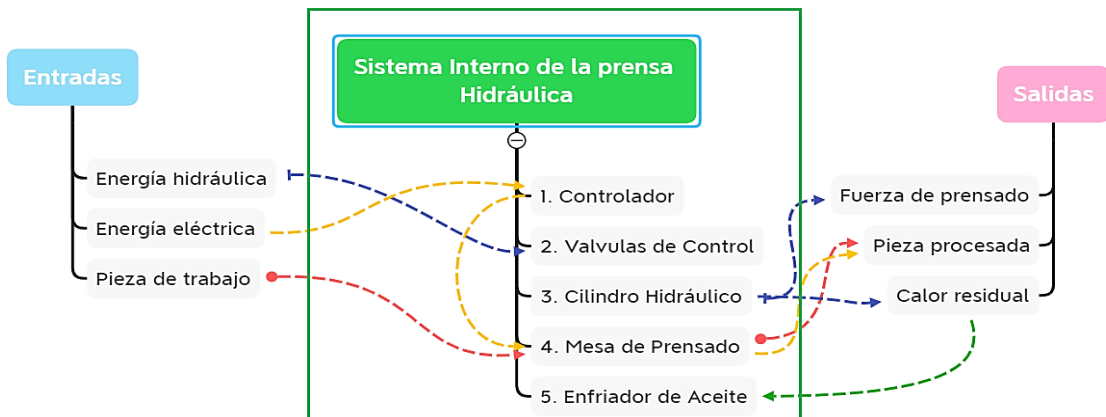 Entradas
Energía hidráulica
Energía eléctrica
Pieza de trabajo
Sistema Interno de la prensa
Hidráulica
1. Controlador
2. Valvulas de Control
3. Cilindro Hidráulico
4. Mesa de Prensado
5. Enfriador de Aceite
Salidas
Fuerza de prensado
Pieza procesada
Calor residual